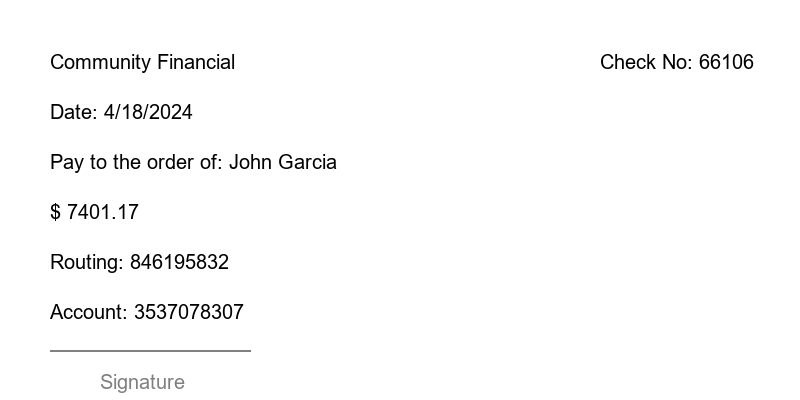 Community Financial
Check No: 66106
Date: 4/18/2024
Pay to the order of: John Garcia
$ 7401.17
Routing: 846195832
Account: 3537078307
Signature